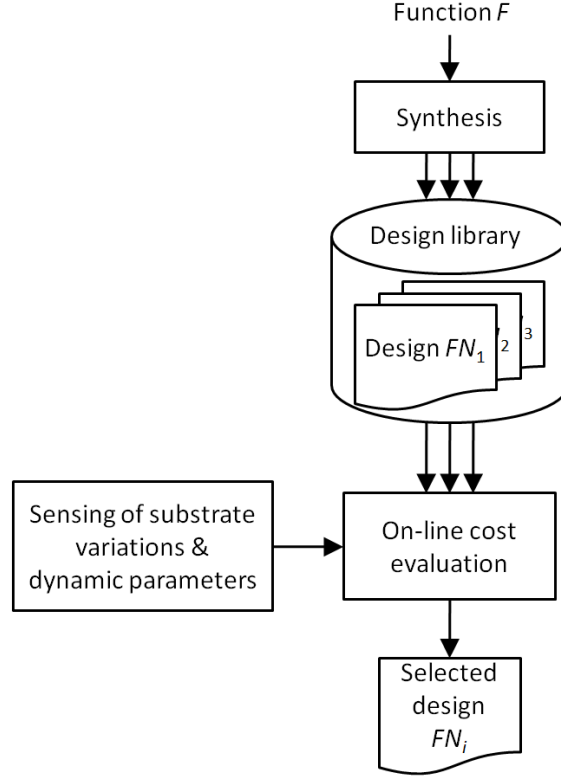 Function F
Synthesis
Design library
Design FN1
2
3
Sensing of substrate
variations &
dynamic parameters
On-line cost
evaluation
Selected
design
FNi